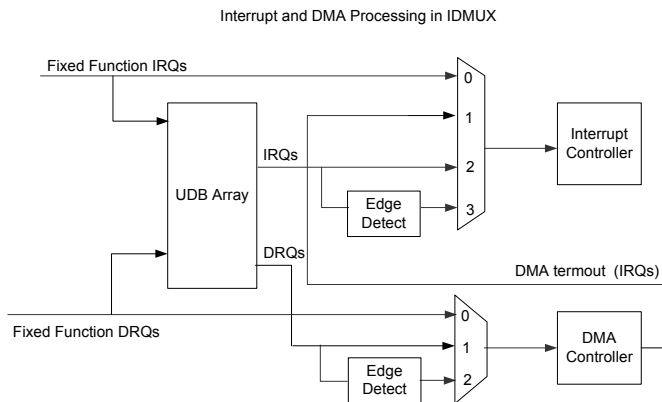 Interrupt and DMA Processing in IDMUX
Fixed Function IRQs
0
1
2
3
Interrupt
Controller
IRQs
UDB Array
Edge
Detect
DRQs
DMA termout (IRQs)
Fixed Function DRQs
0
1
2
Edge
Detect
DMA
Controller